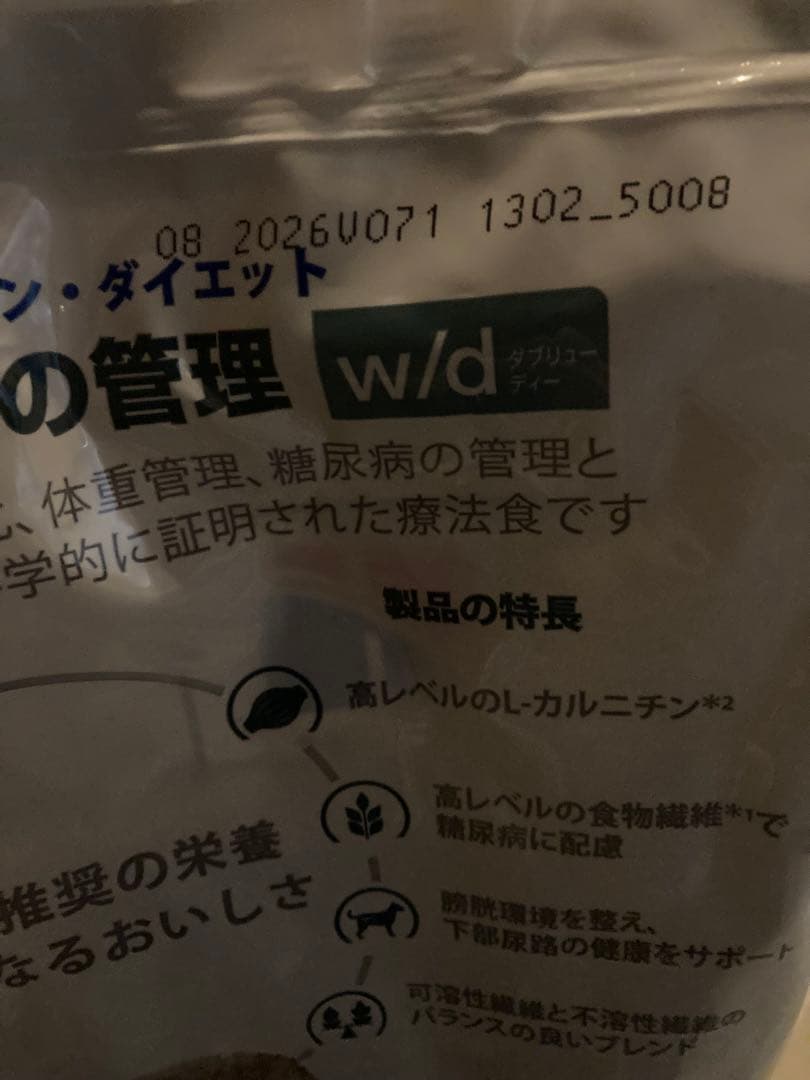 08 2026V071 1302_5008
ン・ダイエット
の管理
w/d
ダブリュー
ディー
、体重管理、糖尿病の管理と
学的に証明された療法食です
製品の特長
高レベルのL-カルニチン*2
高レベルの食物繊維*1で
糖尿病に配慮
推奨の栄養
なるおいしさ
膀胱環境を整え、
下部尿路の健康をサポート
可溶性繊維と不溶性繊維の
バランスの良いブレンド